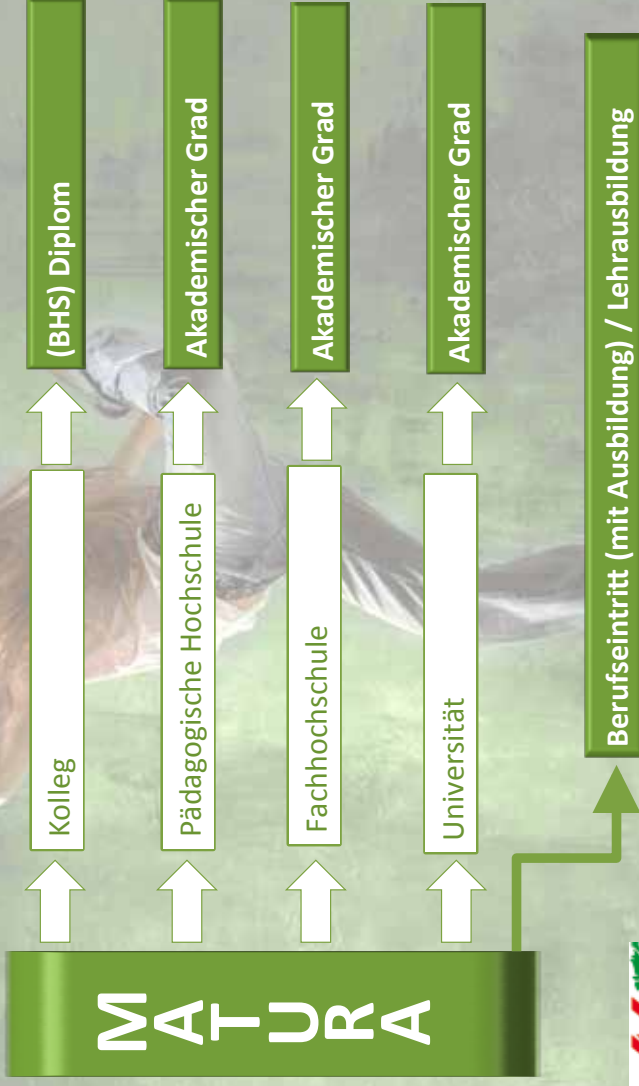 MATURA
Kolleg
(BHS) Diplom
Pädagogische Hochschule
Akademischer Grad
Fachhochschule
Akademischer Grad
Universität
Akademischer Grad
Berufseintritt (mit Ausbildung) / Lehrausbildung